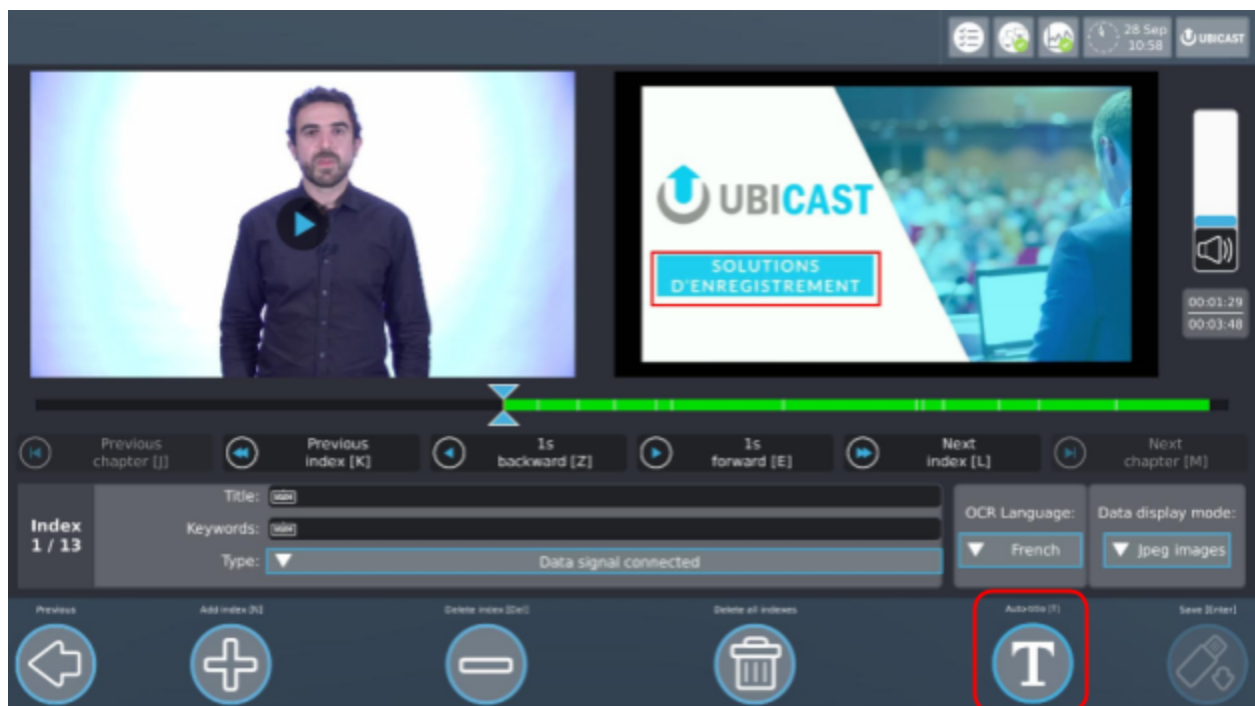 28 Sep
10:58
UBICAST
UBICAST
SOLUTIONS
D'ENREGISTREMENT
00:01:29
00:03:48
Previous
chapter [J]
Previous
index [K]
1s
backward [Z]
1s
forward [E]
Next
index [L]
Next
chapter [M]
Index
1 / 13
Title:
Keywords:
Type:
Data signal connected
OCR Language:
French
Data display mode:
Jpeg images
Previous
Add index [N]
Delete index [Del]
Delete all indexes
Auto-title [T]
T
Save [Enter]